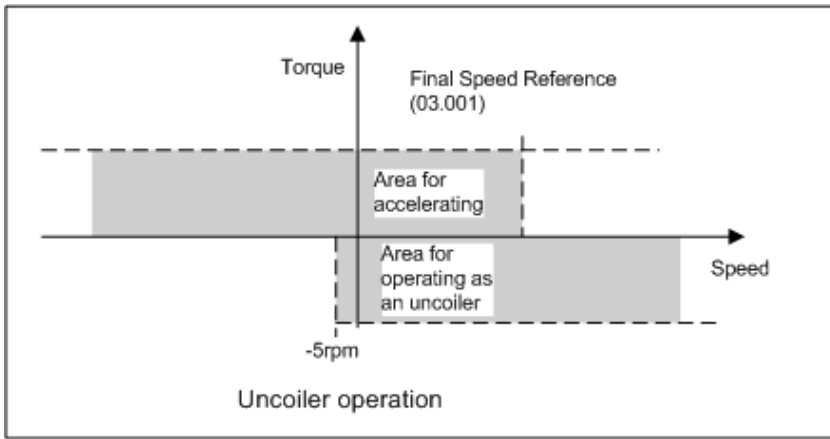 Torque
Final Speed Reference
(03.001)
Area for
accelerating
Area for
operating as
an uncoiler
Speed
-5rpm
Uncoiler operation